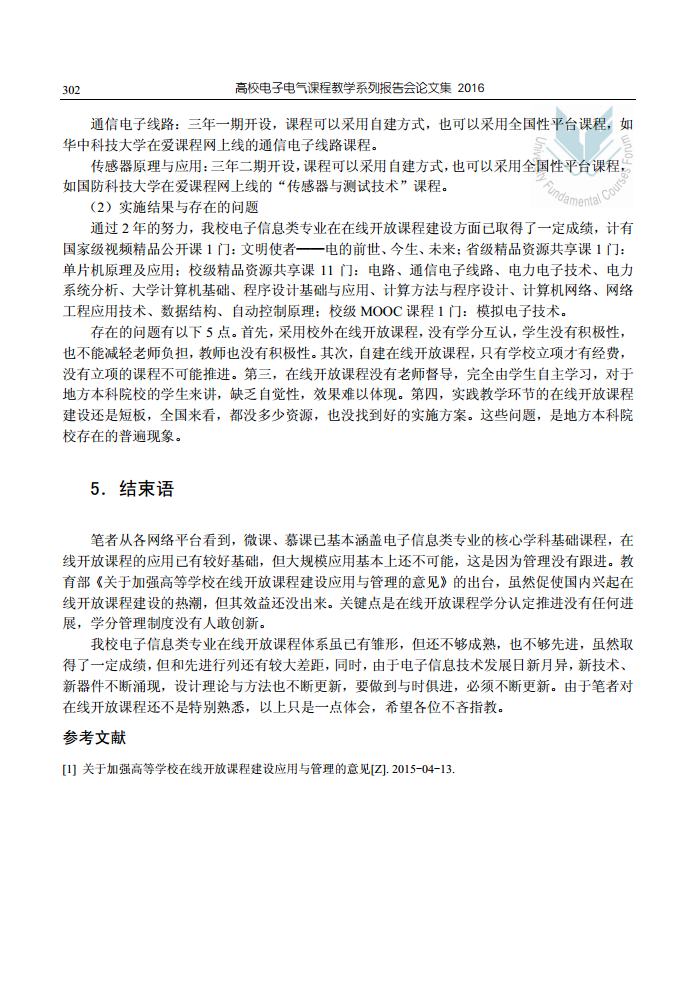 302 高校电子电气课程教学系列报告会论文集 2016
通信电子线路：三年一期开设，课程可以采用自建方式，也可以采用全国性平台课程，如
华中科技大学在爱课程网上线的通信电子线路课程。
传感器原理与应用：三年二期开设，课程可以采用自建方式，也可以采用全国性平台课程，
如国防科技大学在爱课程网上线的“传感器与测试技术”课程。
（2）实施结果与存在的问题
通过 2 年的努力，我校电子信息类专业在在线开放课程建设方面已取得了一定成绩，计有
国家级视频精品公开课 1 门：文明使者——电的前世、今生、未来；省级精品资源共享课 1 门：
单片机原理及应用；校级精品资源共享课 11 门：电路、通信电子线路、电力电子技术、电力
系统分析、大学计算机基础、程序设计基础与应用、计算方法与程序设计、计算机网络、网络
工程应用技术、数据结构、自动控制原理；校级 MOOC 课程 1 门：模拟电子技术。
存在的问题有以下 5 点。首先，采用校外在线开放课程，没有学分互认，学生没有积极性，
也不能减轻老师负担，教师也没有积极性。其次，自建在线开放课程，只有学校立项才有经费，
没有立项的课程不可能推进。第三，在线开放课程没有老师督导，完全由学生自主学习，对于
地方本科院校的学生来讲，缺乏自觉性，效果难以体现。第四，实践教学环节的在线开放课程
建设还是短板，全国来看，都没多少资源，也没找到好的实施方案。这些问题，是地方本科院
校存在的普遍现象。
5．结束语
笔者从各网络平台看到，微课、慕课已基本涵盖电子信息类专业的核心学科基础课程，在
线开放课程的应用已有较好基础，但大规模应用基本上还不可能，这是因为管理没有跟进。教
育部《关于加强高等学校在线开放课程建设应用与管理的意见》的出台，虽然促使国内兴起在
线开放课程建设的热潮，但其效益还没出来。关键点是在线开放课程学分认定推进没有任何进
展，学分管理制度没有人敢创新。
我校电子信息类专业在线开放课程体系虽已有雏形，但还不够成熟，也不够先进，虽然取
得了一定成绩，但和先进行列还有较大差距，同时，由于电子信息技术发展日新月异，新技术、
新器件不断涌现，设计理论与方法也不断更新，要做到与时俱进，必须不断更新。由于笔者对
在线开放课程还不是特别熟悉，以上只是一点体会，希望各位不吝指教。
参考文献
[1] 关于加强高等学校在线开放课程建设应用与管理的意见[Z]. 2015-04-13.
University Fundamental Courses Forum